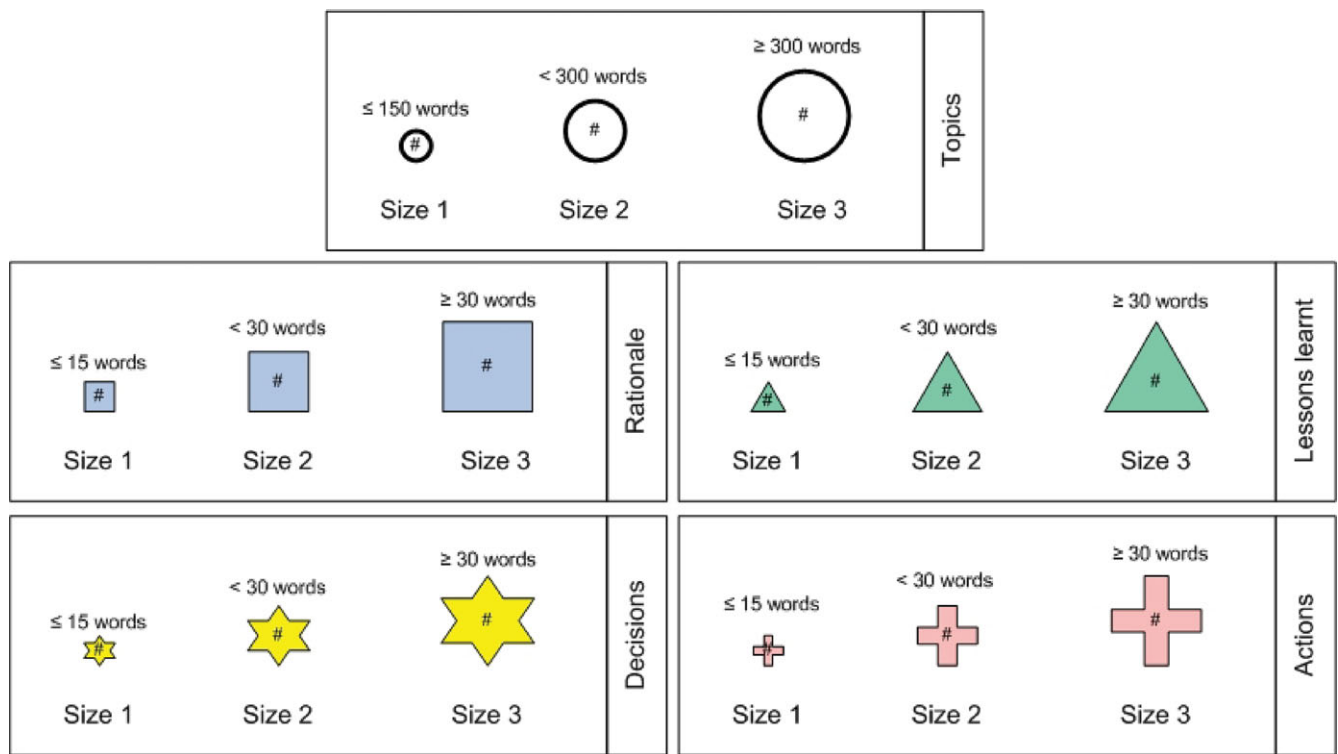 ≥ 300 words
< 300 words
≤ 150 words
#
#
#
Size 1
Size 2
Size 3
Topics
≥ 30 words
< 30 words
≤ 15 words
#
#
#
Size 1
Size 2
Size 3
Rationale
≥ 30 words
< 30 words
≤ 15 words
#
#
#
Size 1
Size 2
Size 3
Lessons learnt
≥ 30 words
< 30 words
≤ 15 words
#
#
#
Size 1
Size 2
Size 3
Decisions
≥ 30 words
< 30 words
≤ 15 words
#
#
#
Size 1
Size 2
Size 3
Actions